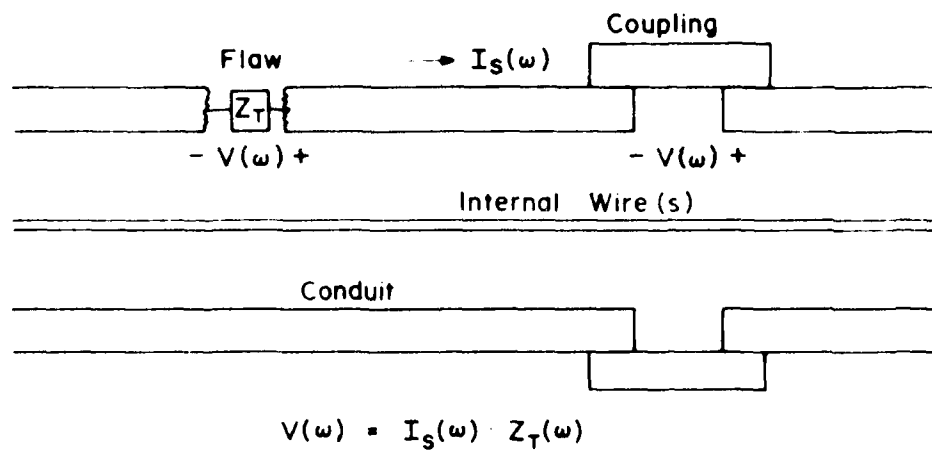 Coupling
Flaw
→ I_S(ω)
Z_T
- V(ω) +
- V(ω) +
Internal Wire(s)
Conduit
V(ω) = I_S(ω) · Z_T(ω)